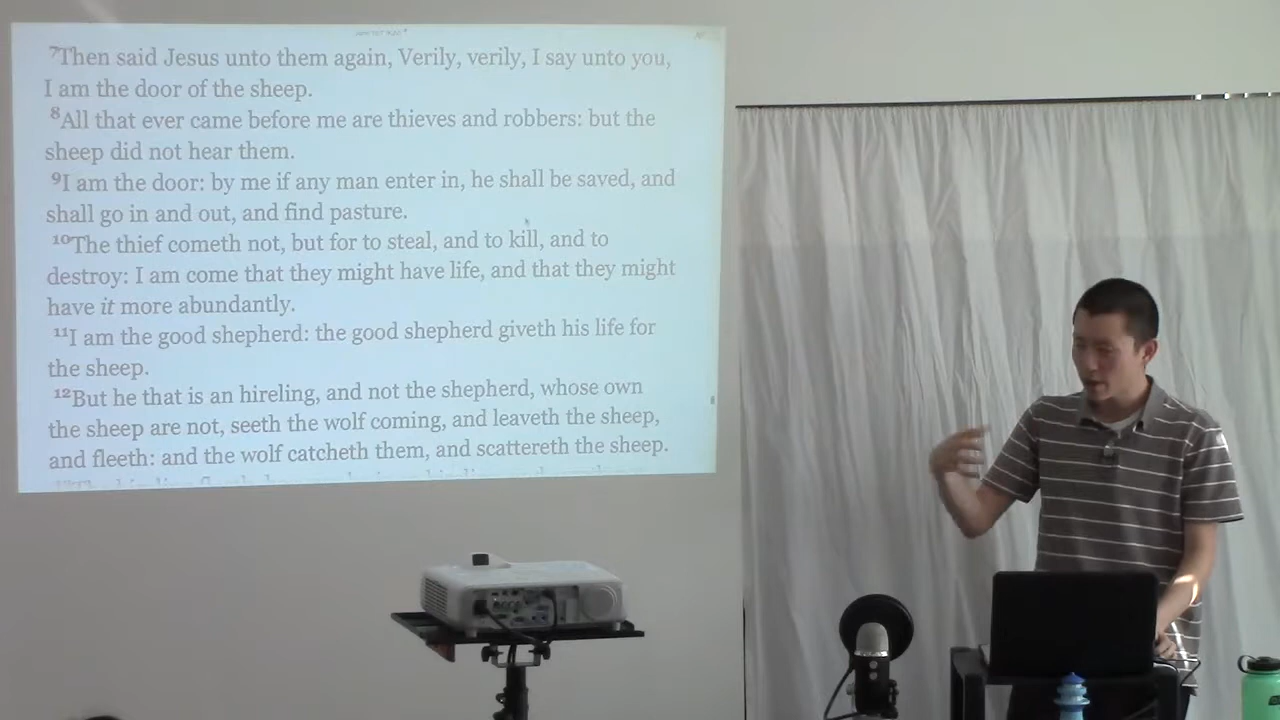 7Then said Jesus unto them again, Verily, verily, I say unto you,
I am the door of the sheep.
8All that ever came before me are thieves and robbers: but the
sheep did not hear them.
9I am the door: by me if any man enter in, he shall be saved, and
shall go in and out, and find pasture.
10The thief cometh not, but for to steal, and to kill, and to
destroy: I am come that they might have life, and that they might
have it more abundantly.
11I am the good shepherd: the good shepherd giveth his life for
the sheep.
12But he that is an hireling, and not the shepherd, whose own
the sheep are not, seeth the wolf coming, and leaveth the sheep,
and fleeth: and the wolf catcheth them, and scattereth the sheep.